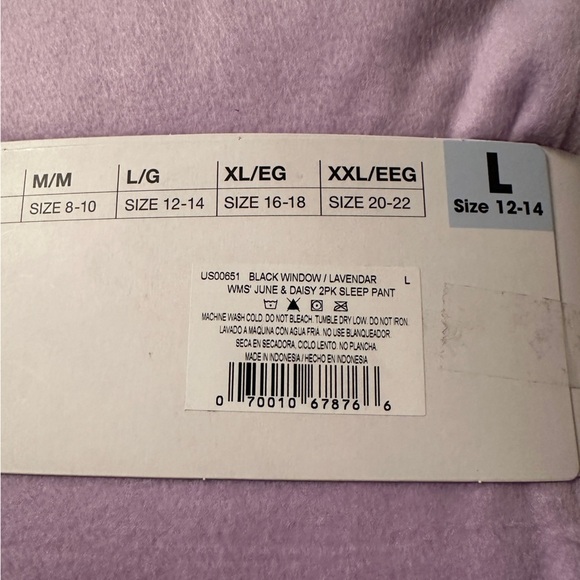 M/M L/G XL/EG XXL/EEG
SIZE 8-10 SIZE 12-14 SIZE 16-18 SIZE 20-22
L
Size 12-14
US00651 BLACK WINDOW / LAVENDAR L
WMS' JUNE & DAISY 2PK SLEEP PANT
MACHINE WASH COLD. DO NOT BLEACH. TUMBLE DRY LOW. DO NOT IRON.
LAVADO A MAQUINA CON AGUA FRIA. NO USE BLANQUEADOR.
SECA EN SECADORA, CICLO LENTO. NO PLANCHA.
MADE IN INDONESIA / HECHO EN INDONESIA
0 70010 67876 6